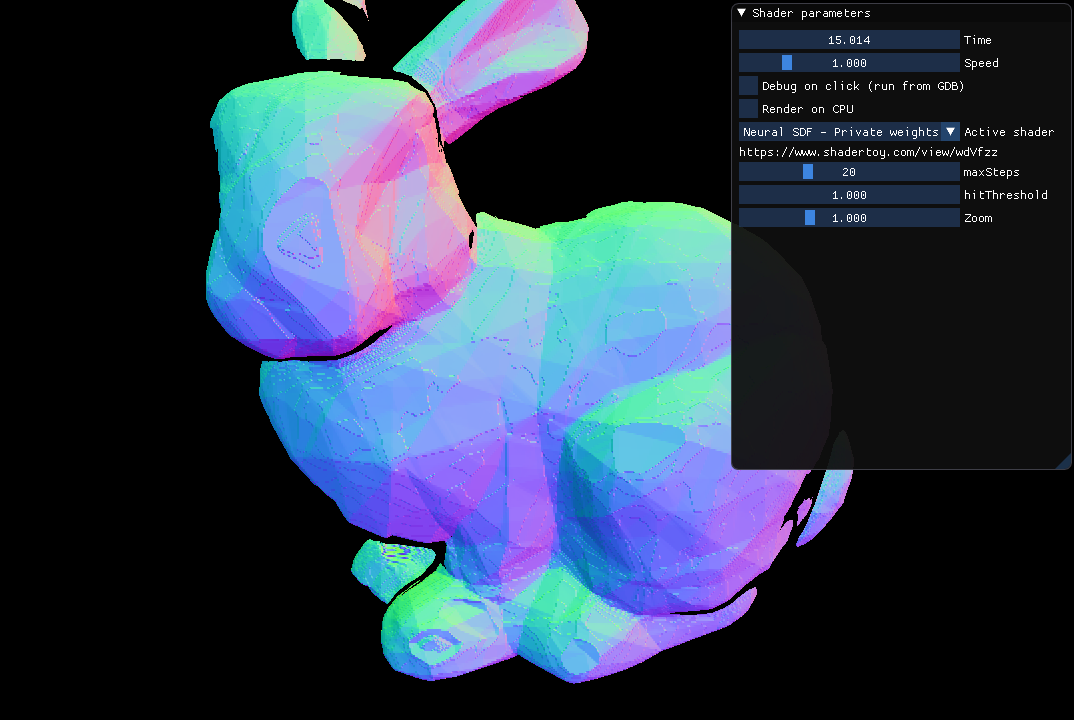 Shader parameters
15.014 Time
1.000 Speed
Debug on click (run from GDB)
Render on CPU
Neural SDF - Private weights Active shader
https://www.shadertoy.com/view/wdVfzz
20 maxSteps
1.000 hitThreshold
1.000 Zoom